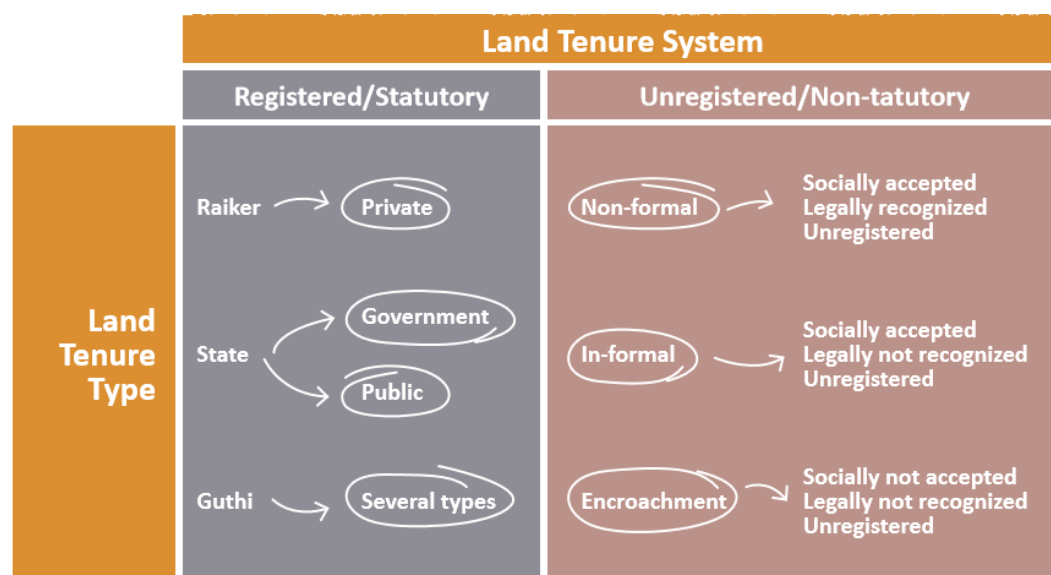 Land Tenure System
Registered/Statutory
Unregistered/Non-tatutory
Land
Tenure
Type
Raiker
Private
State
Government
Public
Guthi
Several types
Non-formal
Socially accepted
Legally recognized
Unregistered
In-formal
Socially accepted
Legally not recognized
Unregistered
Encroachment
Socially not accepted
Legally not recognized
Unregistered